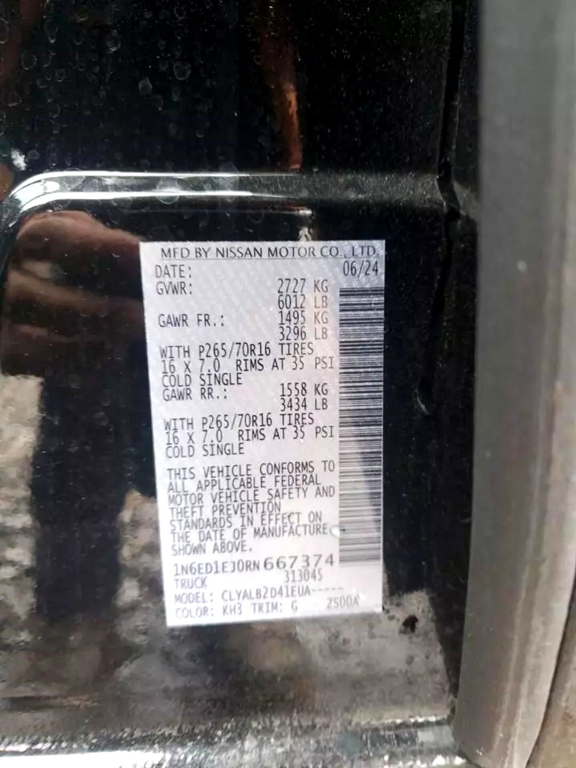 MFD BY NISSAN MOTOR CO., LTD
DATE: 06/24
GVWR: 2727 KG
6012 LB
GAWR FR.: 1495 KG
3296 LB
WITH P265/70R16 TIRES
16 X 7.0 RIMS AT 35 PSI
COLD SINGLE
GAWR RR.: 1558 KG
3434 LB
WITH P265/70R16 TIRES
16 X 7.0 RIMS AT 35 PSI
COLD SINGLE
THIS VEHICLE CONFORMS TO
ALL APPLICABLE FEDERAL
MOTOR VEHICLE SAFETY AND
THEFT PREVENTION
STANDARDS IN EFFECT ON
THE DATE OF MANUFACTURE
SHOWN ABOVE.
1N6ED1EJ0RN667374
TRUCK 313045
MODEL: CLYALB2D41EUA-----
COLOR: KH3 TRIM: G 2500A